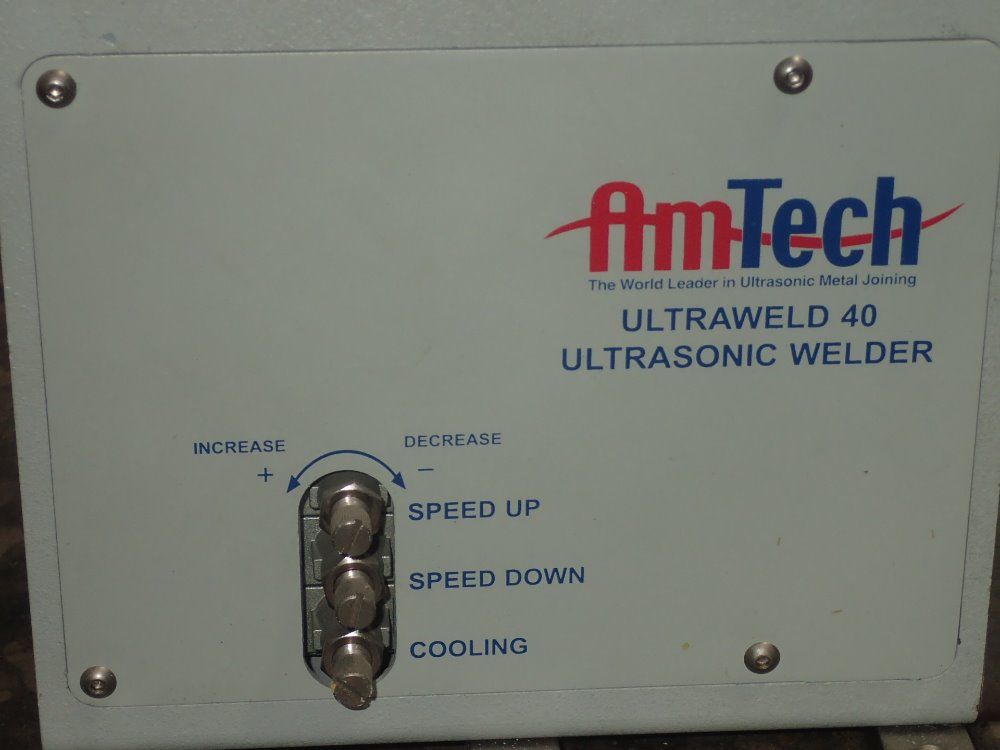 AmTech
The World Leader in Ultrasonic Metal Joining
ULTRAWELD 40
ULTRASONIC WELDER
INCREASE
DECREASE
+
–
SPEED UP
SPEED DOWN
COOLING